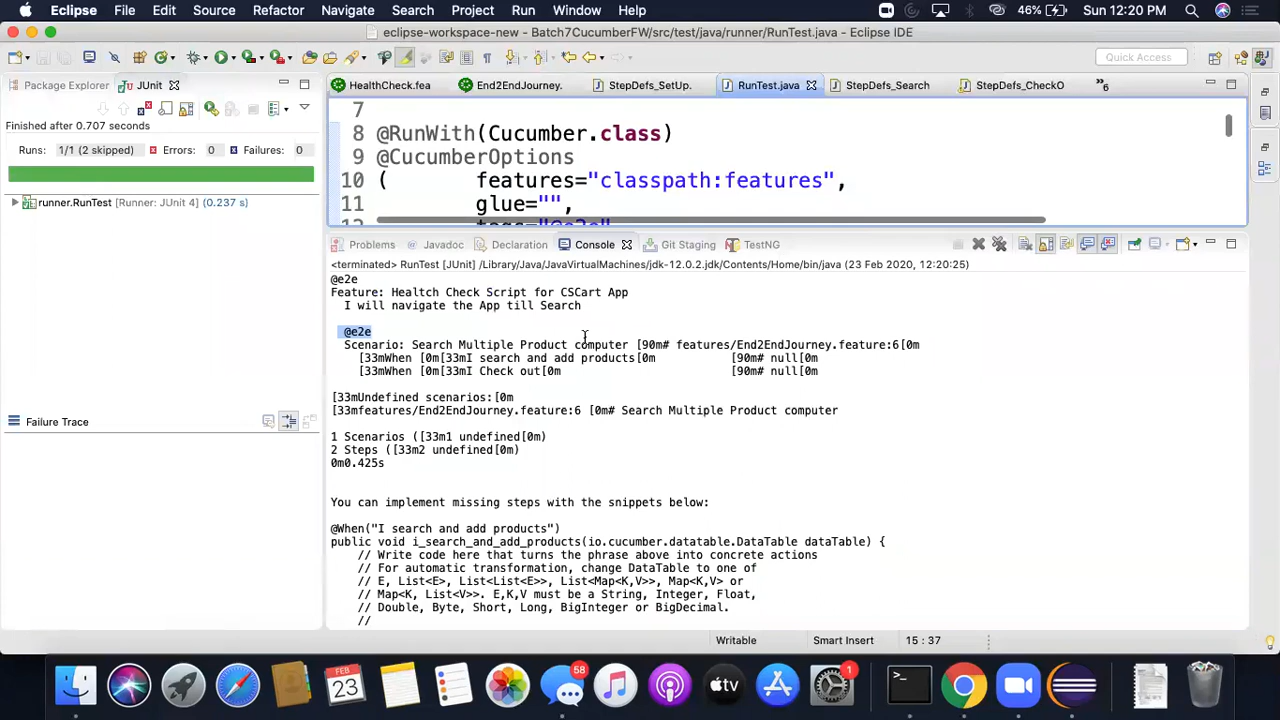 Eclipse File Edit Source Refactor Navigate Search Project Run Window Help 46% Sun 12:20 PM
eclipse-workspace-new - Batch7CucumberFW/src/test/java/runner/RunTest.java - Eclipse IDE
Quick Access
Package Explorer JUnit
HealthCheck.fea End2EndJourney. StepDefs_SetUp. RunTest.java StepDefs_Search StepDefs_CheckO »6
Finished after 0.707 seconds
Runs: 1/1 (2 skipped) Errors: 0 Failures: 0
runner.RunTest [Runner: JUnit 4] (0.237 s)
Failure Trace
7
8 @RunWith(Cucumber.class)
9 @CucumberOptions
10 ( features="classpath:features",
11 glue="",
12 tags="@e2e"
Problems @ Javadoc Declaration Console Git Staging TestNG
<terminated> RunTest [JUnit] /Library/Java/JavaVirtualMachines/jdk-12.0.2.jdk/Contents/Home/bin/java (23 Feb 2020, 12:20:25)
@e2e
Feature: Healtch Check Script for CSCart App
I will navigate the App till Search
@e2e
Scenario: Search Multiple Product computer [90m# features/End2EndJourney.feature:6[0m
[33mWhen [0m[33mI search and add products[0m [90m# null[0m
[33mWhen [0m[33mI Check out[0m [90m# null[0m
[33mUndefined scenarios:[0m
[33mfeatures/End2EndJourney.feature:6 [0m# Search Multiple Product computer
1 Scenarios ([33m1 undefined[0m)
2 Steps ([33m2 undefined[0m)
0m0.425s
You can implement missing steps with the snippets below:
@When("I search and add products")
public void i_search_and_add_products(io.cucumber.datatable.DataTable dataTable) {
// Write code here that turns the phrase above into concrete actions
// For automatic transformation, change DataTable to one of
// E, List<E>, List<List<E>>, List<Map<K,V>>, Map<K,V> or
// Map<K, List<V>>. E,K,V must be a String, Integer, Float,
// Double, Byte, Short, Long, BigInteger or BigDecimal.
//
Writable Smart Insert 15 : 37
FEB
23
58
tv
1